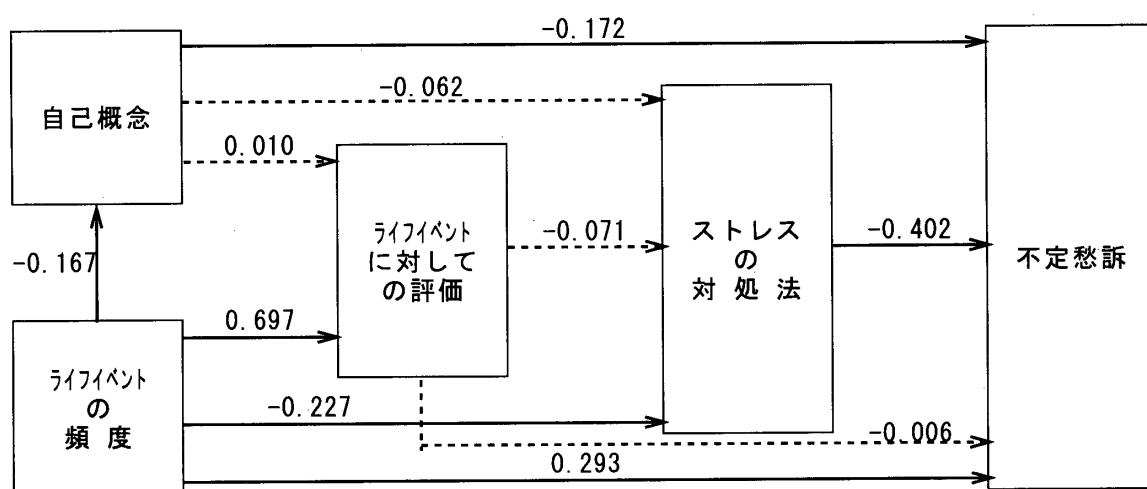 -0.172
-0.062
自己概念
0.010
ライフイベント
に対して
の評価
-0.071
ストレス
の
対処法
-0.402
不定愁訴
-0.167
0.697
ライフイベント
の
頻度
-0.227
-0.006
0.293